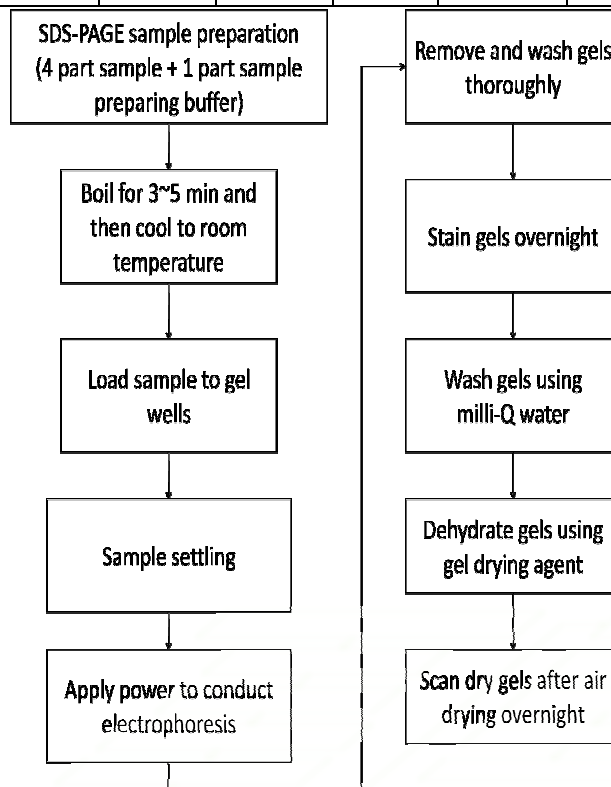 SDS-PAGE sample preparation
(4 part sample + 1 part sample
preparing buffer)
Boil for 3~5 min and
then cool to room
temperature
Load sample to gel
wells
Sample settling
Apply power to conduct
electrophoresis
Remove and wash gels
thoroughly
Stain gels overnight
Wash gels using
milli-Q water
Dehydrate gels using
gel drying agent
Scan dry gels after air
drying overnight